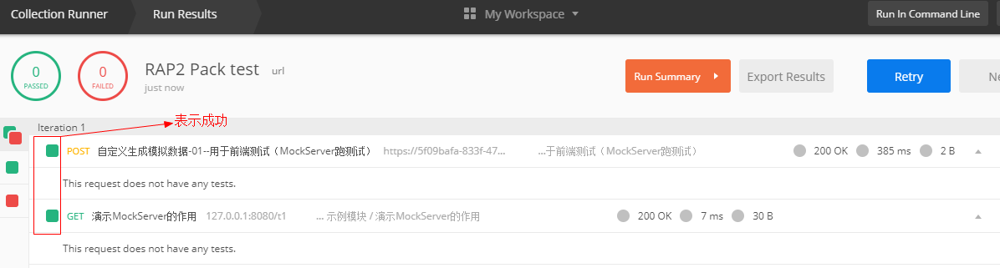 Collection Runner Run Results My Workspace Run In Command Line
0 PASSED 0 FAILED RAP2 Pack test url
just now
Run Summary Export Results Retry Ne
表示成功
Iteration 1
POST 自定义生成模拟数据-01--用于前端测试（MockServer跑测试） https://5f09bafa-833f-47... ...于前端测试（MockServer跑测试） 200 OK 385 ms 2 B
This request does not have any tests.
GET 演示MockServer的作用 127.0.0.1:8080/t1 ... 示例模块 / 演示MockServer的作用 200 OK 7 ms 30 B
This request does not have any tests.